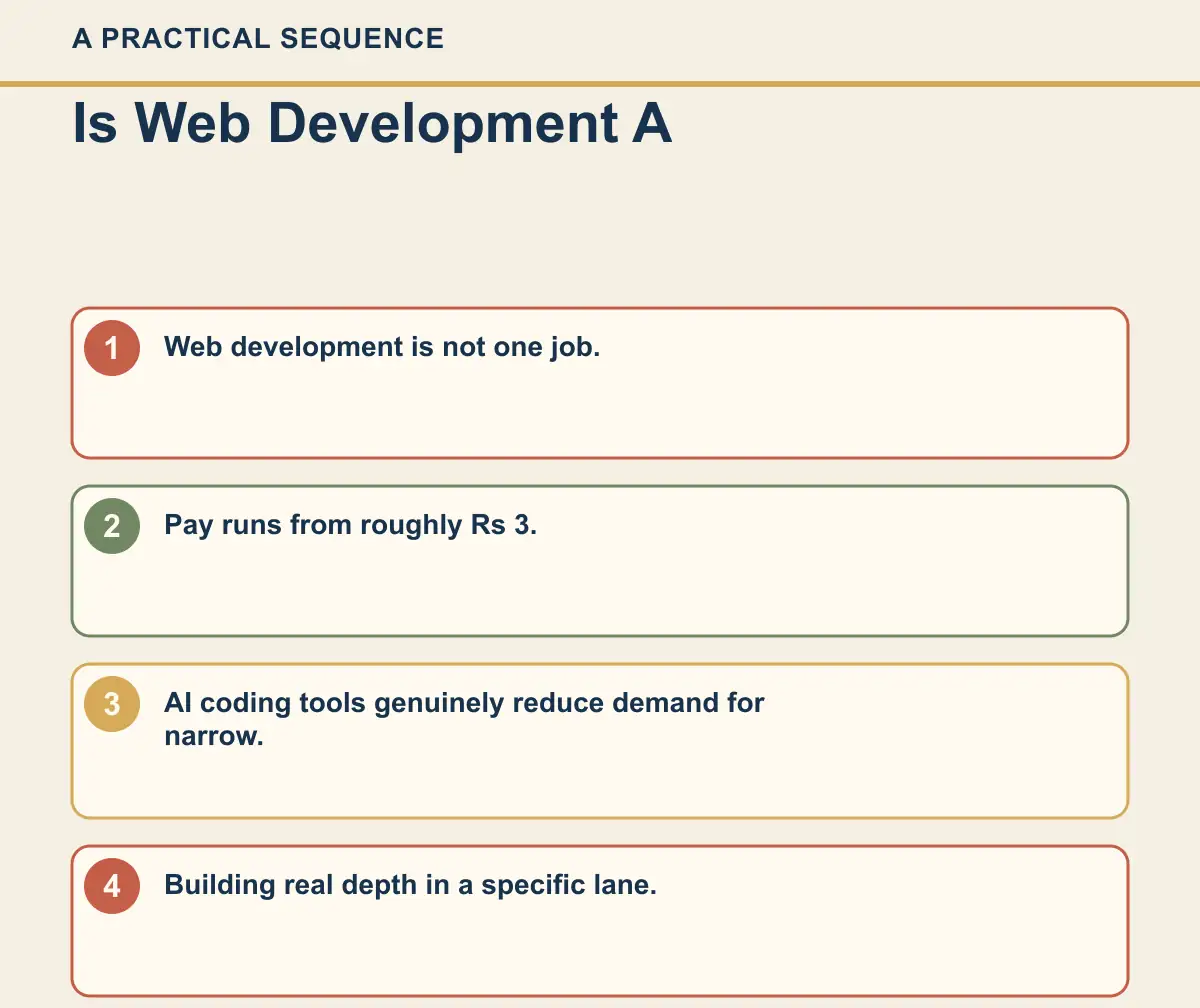 A PRACTICAL SEQUENCE
Is Web Development A
1
Web development is not one job.
2
Pay runs from roughly Rs 3.
3
AI coding tools genuinely reduce demand for
narrow.
4
Building real depth in a specific lane.